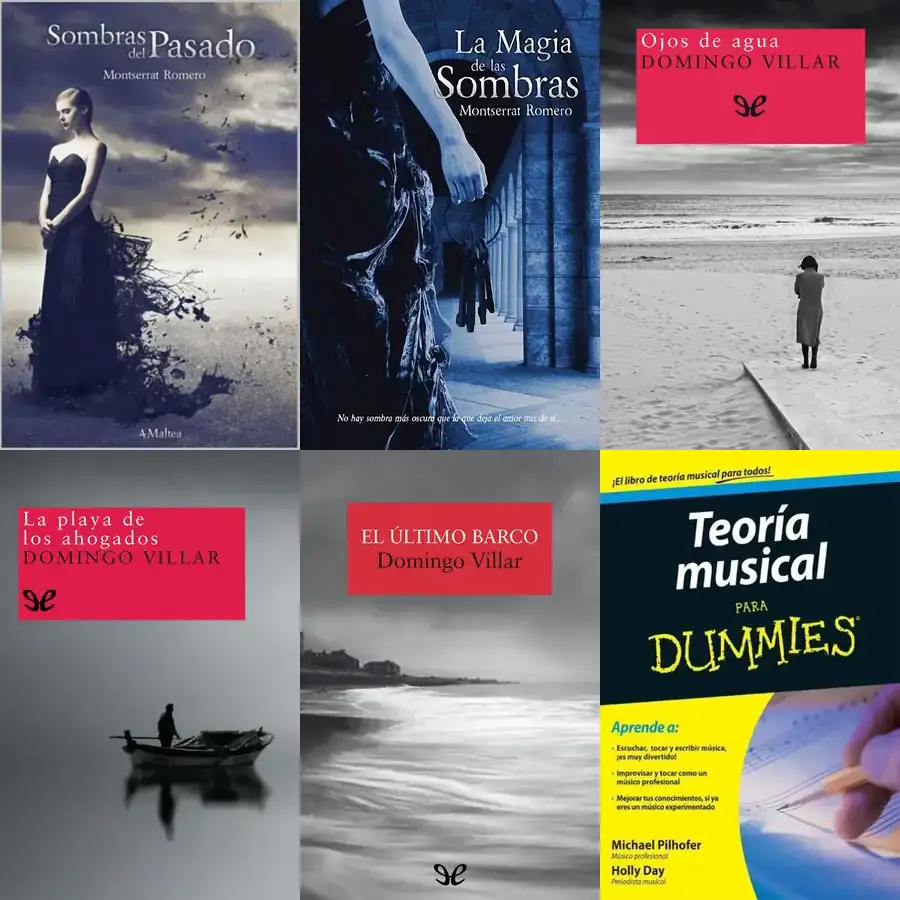 Sombras
del Pasado
Montserrat Romero
Maltea
La Magia
de las
Sombras
Montserrat Romero
No hay sombra más oscura que la que deja el amor tras de sí...
Ojos de agua
DOMINGO VILLAR
La playa de
los ahogados
DOMINGO VILLAR
EL ÚLTIMO BARCO
Domingo Villar
¡El libro de teoría musical para todos!
Teoría
musical
PARA
DUMMIES
Aprende a:
• Escuchar, tocar y escribir música,
¡es muy divertido!
• Improvisar y tocar como un
músico profesional
• Mejorar tus conocimientos, si ya
eres un músico experimentado
Michael Pilhofer
Músico profesional
Holly Day
Periodista musical